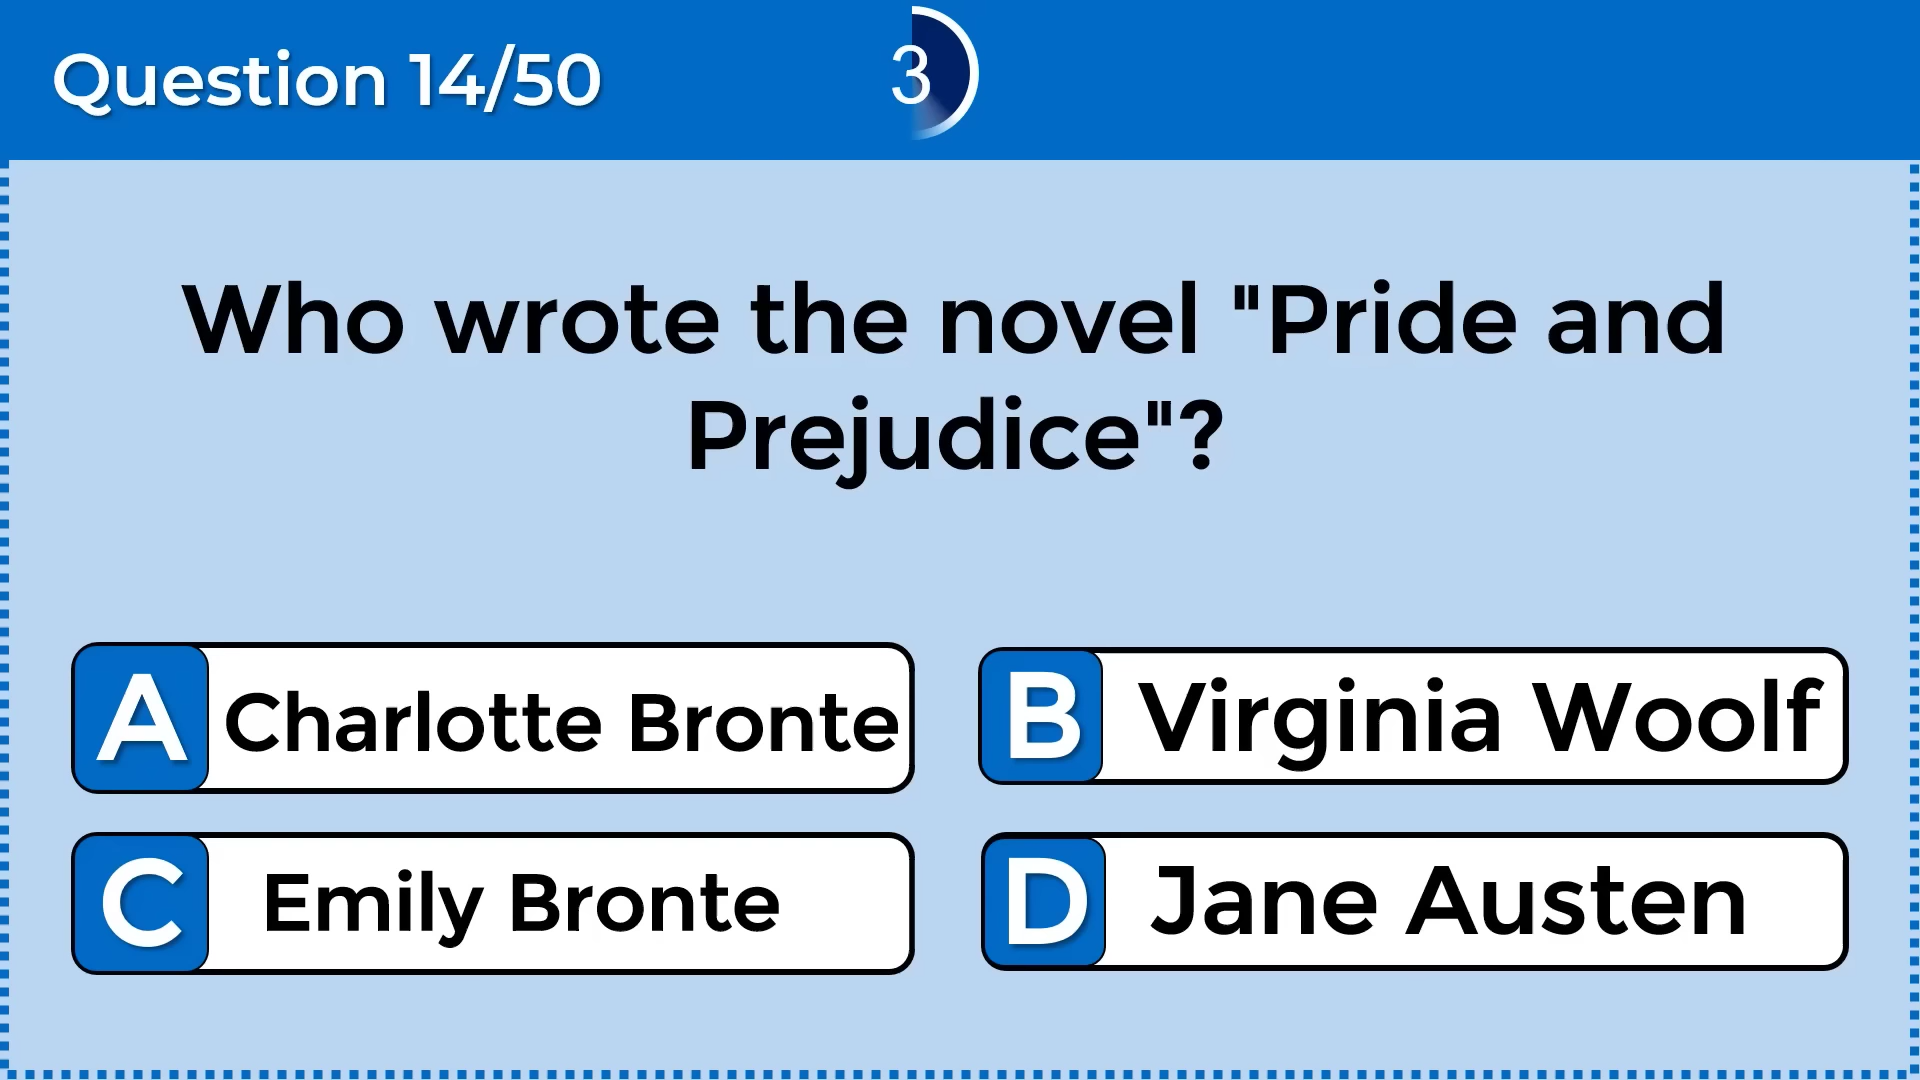 Question 14/50
3
Who wrote the novel "Pride and
Prejudice"?
A Charlotte Bronte
B Virginia Woolf
C Emily Bronte
D Jane Austen